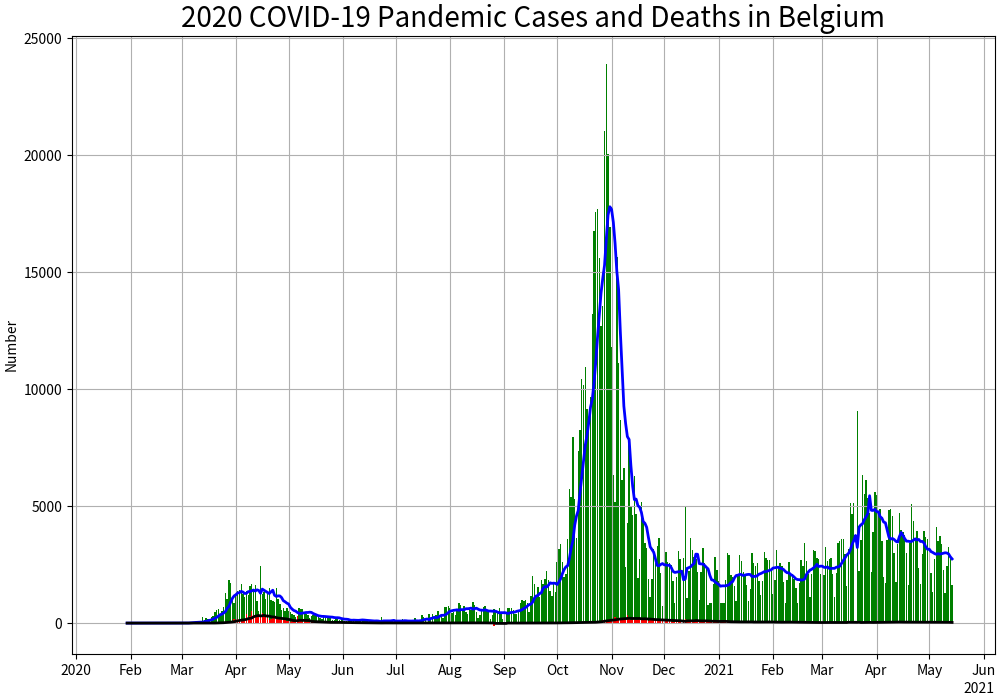 2020 COVID-19 Pandemic Cases and Deaths in Belgium
25000
20000
15000
10000
5000
0
Number
2020 Feb Mar Apr May Jun Jul Aug Sep Oct Nov Dec 2021 Feb Mar Apr May Jun
2021